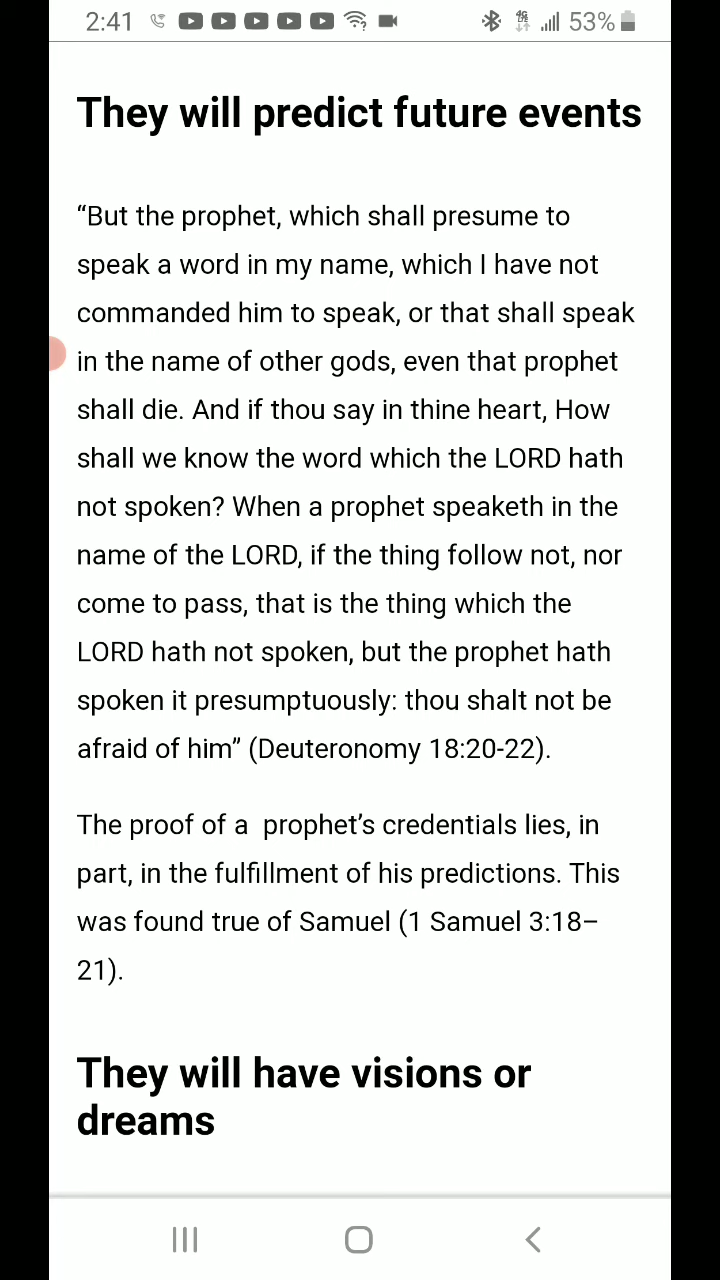 2:41
4G
LTE
53%
They will predict future events
“But the prophet, which shall presume to
speak a word in my name, which I have not
commanded him to speak, or that shall speak
in the name of other gods, even that prophet
shall die. And if thou say in thine heart, How
shall we know the word which the LORD hath
not spoken? When a prophet speaketh in the
name of the LORD, if the thing follow not, nor
come to pass, that is the thing which the
LORD hath not spoken, but the prophet hath
spoken it presumptuously: thou shalt not be
afraid of him” (Deuteronomy 18:20-22).
The proof of a  prophet’s credentials lies, in
part, in the fulfillment of his predictions. This
was found true of Samuel (1 Samuel 3:18–
21).
They will have visions or
dreams